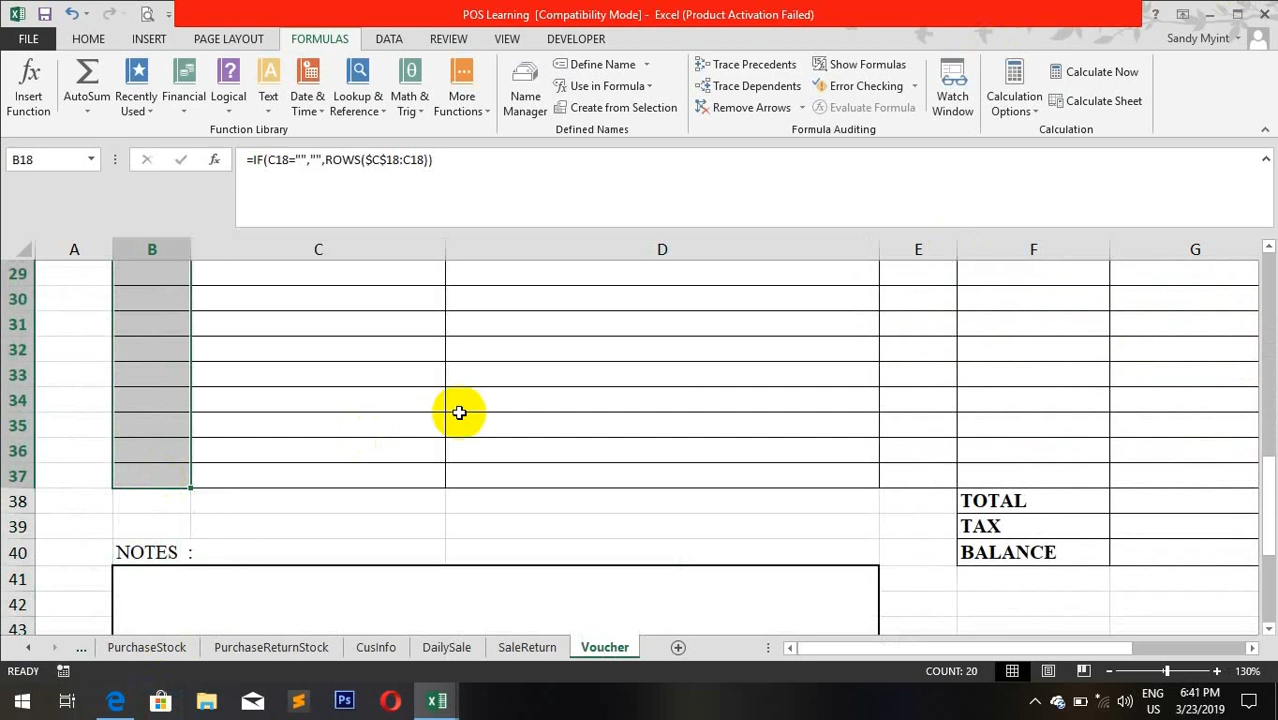 POS Learning [Compatibility Mode] - Excel (Product Activation Failed)
FILE HOME INSERT PAGE LAYOUT FORMULAS DATA REVIEW VIEW DEVELOPER Sandy Myint
Insert Function
AutoSum
Recently Used
Financial
Logical
Text
Date & Time
Lookup & Reference
Math & Trig
More Functions
Function Library
Name Manager
Define Name
Use in Formula
Create from Selection
Defined Names
Trace Precedents
Trace Dependents
Remove Arrows
Show Formulas
Error Checking
Evaluate Formula
Formula Auditing
Watch Window
Calculation Options
Calculate Now
Calculate Sheet
Calculation
B18 fx =IF(C18="","",ROWS($C$18:C18))
A B C D E F G
29
30
31
32
33
34
35
36
37
38 TOTAL
39 TAX
40 NOTES : BALANCE
41
42
43
... PurchaseStock PurchaseReturnStock CusInfo DailySale SaleReturn Voucher
READY COUNT: 20 130%
ENG 6:41 PM
US 3/23/2019